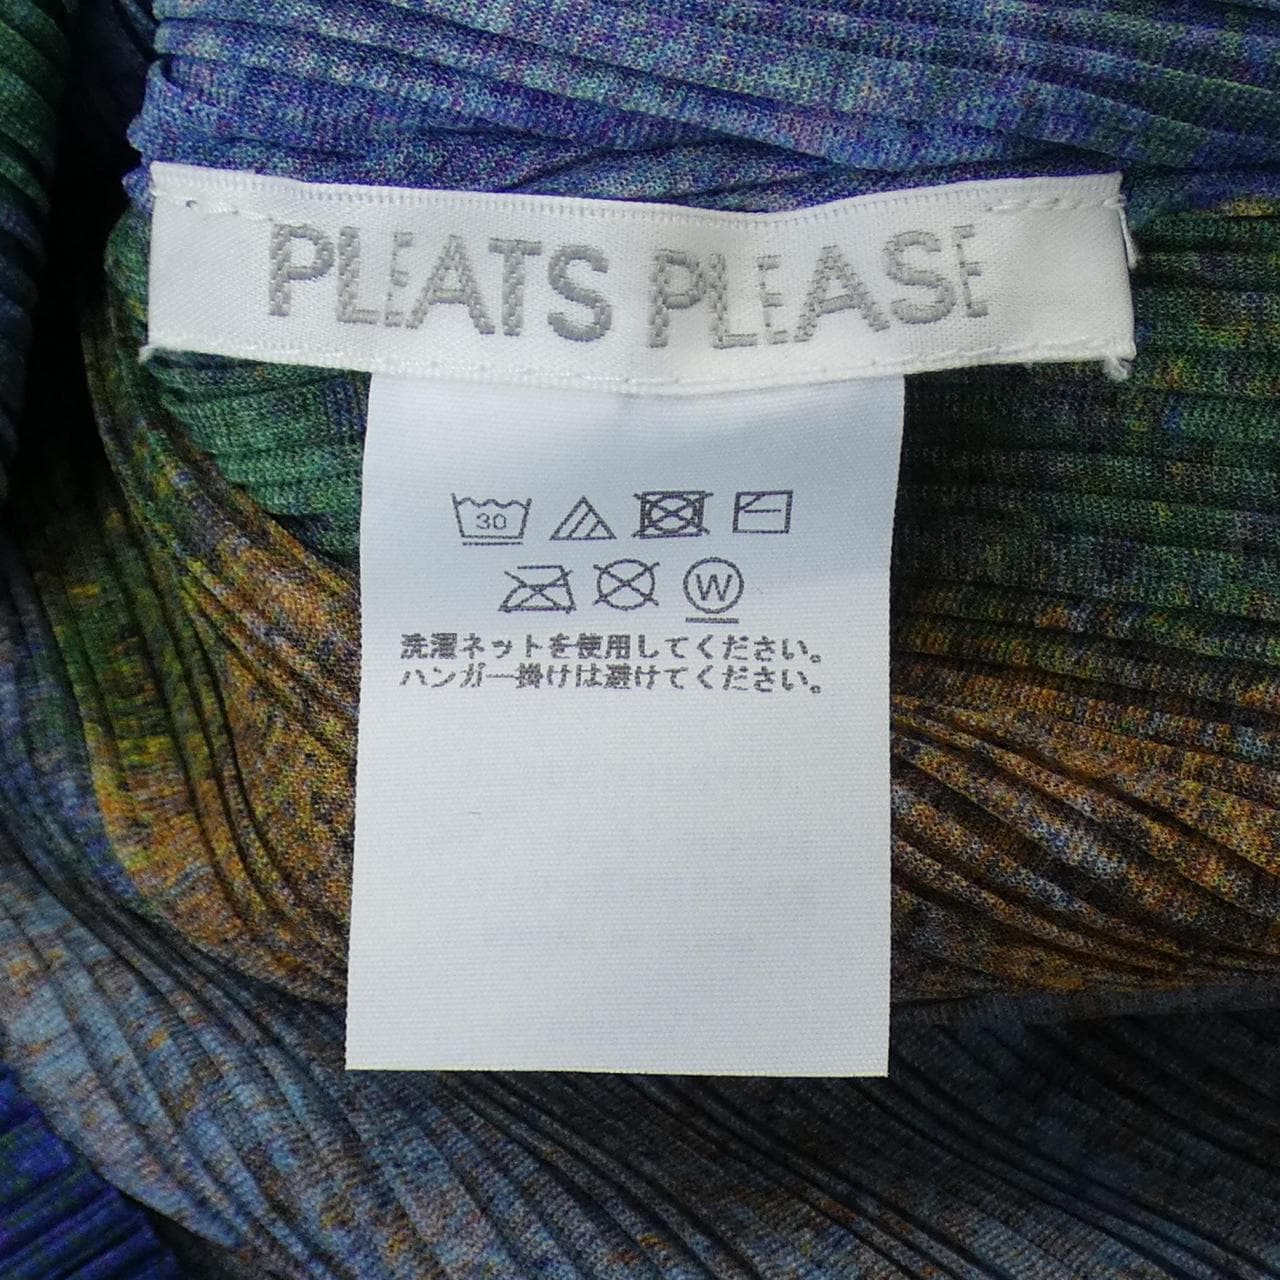 PLEATS PLEASE
30
W
洗濯ネットを使用してください。
ハンガー掛けは避けてください。